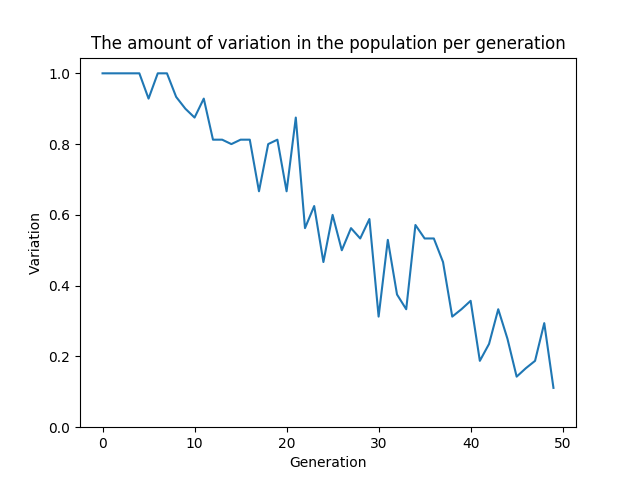 The amount of variation in the population per generation
1.0
0.8
0.6
0.4
0.2
0.0
Variation
0 10 20 30 40 50
Generation